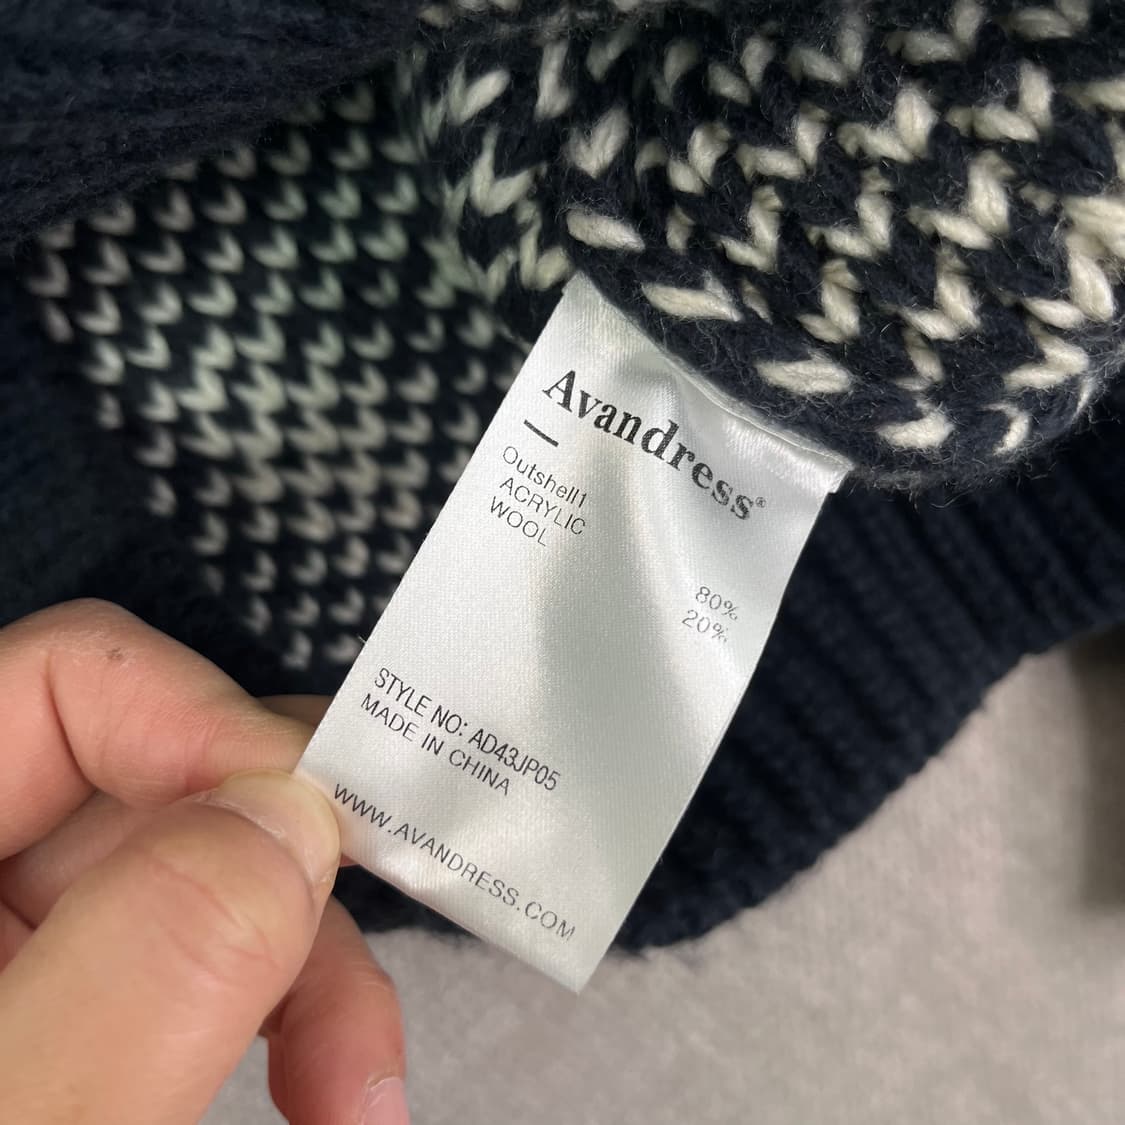 Avandress®
Outshell1
ACRYLIC 80%
WOOL 20%
STYLE NO: AD43JP05
MADE IN CHINA
WWW.AVANDRESS.COM